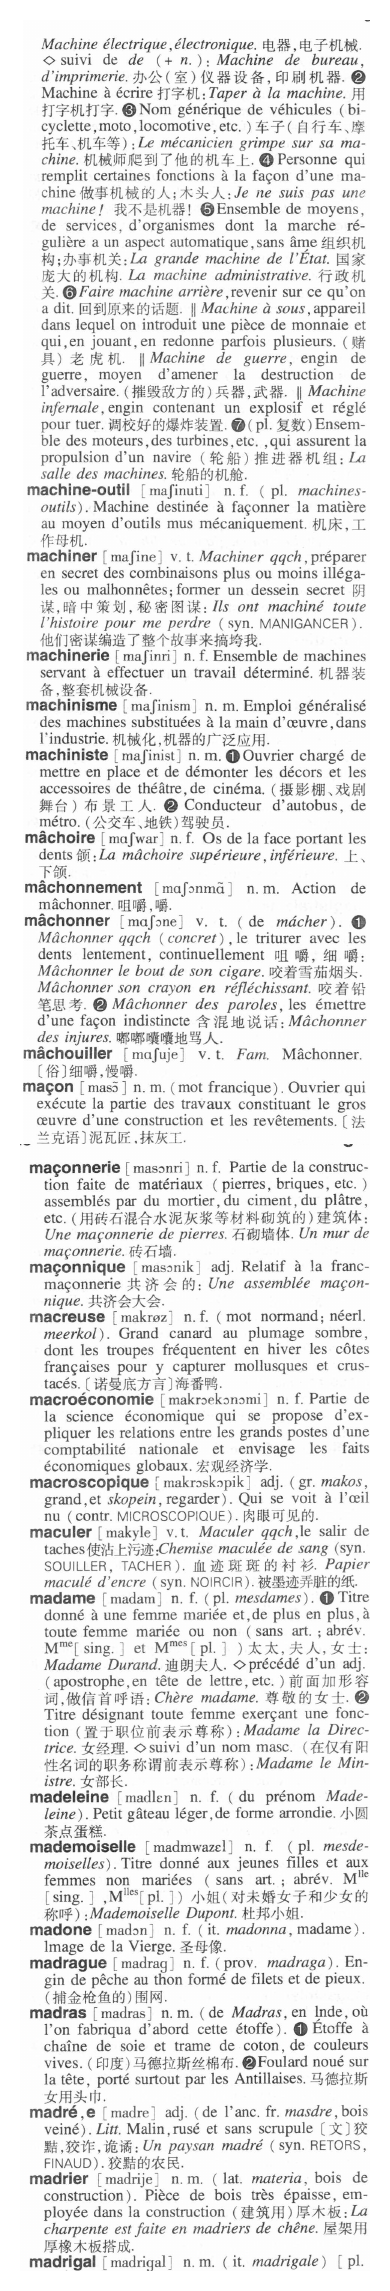 Machine électrique,électronique. 电器,电子机械.
◇ suivi de de (+ n.): Machine de bureau,
d'imprimerie. 办公(室)仪器设备,印刷机器. ❷
Machine à écrire 打字机:Taper à la machine. 用
打字机打字. ❸ Nom générique de véhicules (bi-
cyclette,moto,locomotive,etc.)车子(自行车、摩
托车、机车等):Le mécanicien grimpe sur sa ma-
chine. 机械师爬到了他的机车上. ❹ Personne qui
remplit certaines fonctions à la façon d'une ma-
chine 做事机械的人;木头人:Je ne suis pas une
machine! 我不是机器! ❺Ensemble de moyens,
de services, d'organismes dont la marche ré-
gulière a un aspect automatique,sans âme 组织机
构;办事机关:La grande machine de l'État. 国家
庞大的机构. La machine administrative. 行政机
关. ❻Faire machine arrière,revenir sur ce qu'on
a dit. 回到原来的话题. ‖ Machine à sous,appareil
dans lequel on introduit une pièce de monnaie et
qui,en jouant,en redonne parfois plusieurs. (赌
具) 老 虎 机. ‖ Machine de guerre, engin de
guerre, moyen d'amener la destruction de
l'adversaire. (摧毁敌方的)兵器,武器. ‖ Machine
infernale,engin contenant un explosif et réglé
pour tuer. 调校好的爆炸装置. ❼(pl. 复数)Ensem-
ble des moteurs,des turbines,etc. ,qui assurent la
propulsion d'un navire (轮船)推进器机组: La
salle des machines. 轮船的机舱.
machine-outil [maʃinuti] n.f. ( pl. machines-
outils). Machine destinée à façonner la matière
au moyen d'outils mus mécaniquement. 机床,工
作母机.
machiner [maʃine] v. t. Machiner qqch,préparer
en secret des combinaisons plus ou moins illéga-
les ou malhonnêtes;former un dessein secret 阴
谋,暗中策划,秘密图谋:Ils ont machiné toute
l'histoire pour me perdre (syn. MANIGANCER).
他们密谋编造了整个故事来搞垮我.
machinerie [maʃinri] n. f. Ensemble de machines
servant à effectuer un travail déterminé. 机器装
备,整套机械设备.
machinisme [maʃinism] n. m. Emploi généralisé
des machines substituées à la main d'œuvre,dans
l'industrie. 机械化,机器的广泛应用.
machiniste [maʃinist] n. m. ❶Ouvrier chargé de
mettre en place et de démonter les décors et les
accessoires de théâtre,de cinéma. (摄影棚、戏剧
舞台)布 景 工 人. ❷ Conducteur d'autobus, de
métro. (公交车、地铁)驾驶员.
mâchoire [mɑʃwar] n. f. Os de la face portant les
dents 颌:La mâchoire supérieure,inférieure. 上、
下颌.
mâchonnement [mɑʃɔnmɑ̃] n. m. Action de
mâchonner. 咀嚼,嚼.
mâchonner [mɑʃɔne] v. t. ( de mâcher). ❶
Mâchonner qqch (concret), le triturer avec les
dents lentement, continuellement 咀 嚼, 细 嚼:
Mâchonner le bout de son cigare. 咬着雪茄烟头.
Mâchonner son crayon en réfléchissant. 咬着铅
笔思考. ❷ Mâchonner des paroles, les émettre
d'une façon indistincte 含混地说话:Mâchonner
des injures. 嘟嘟囔囔地骂人.
mâchouiller [mɑʃuje] v. t. Fam. Mâchonner.
〔俗〕细嚼,慢嚼.
maçon [masɔ̃] n. m. (mot francique). Ouvrier qui
exécute la partie des travaux constituant le gros
œuvre d'une construction et les revêtements. 〔法
兰克语〕泥瓦匠,抹灰工.
maçonnerie [masɔnri] n. f. Partie de la construc-
tion faite de matériaux (pierres, briques, etc.)
assemblés par du mortier,du ciment,du plâtre,
etc. (用砖石混合水泥灰浆等材料砌筑的)建筑体:
Une maçonnerie de pierres. 石砌墙体. Un mur de
maçonnerie. 砖石墙.
maçonnique [masɔnik] adj. Relatif à la franc-
maçonnerie 共 济 会 的: Une assemblée maçon-
nique. 共济会大会.
macreuse [makrøz] n. f. ( mot normand; néerl.
meerkol). Grand canard au plumage sombre,
dont les troupes fréquentent en hiver les côtes
françaises pour y capturer mollusques et crus-
tacés. 〔诺曼底方言〕海番鸭.
macroéconomie [makrɔekɔnɔmi] n. f. Partie de
la science économique qui se propose d'ex-
pliquer les relations entre les grands postes d'une
comptabilité nationale et envisage les faits
économiques globaux. 宏观经济学.
macroscopique [makrɔskɔpik] adj. (gr. makos,
grand,et skopein, regarder). Qui se voit à l'œil
nu (contr. MICROSCOPIQUE). 肉眼可见的.
maculer [makyle] v. t. Maculer qqch,le salir de
taches使沾上污迹:Chemise maculée de sang (syn.
SOUILLER, TACHER). 血 迹 斑 斑 的 衬 衫. Papier
maculé d'encre (syn. NOIRCIR). 被墨迹弄脏的纸.
madame [madam] n. f. (pl. mesdames). ❶ Titre
donné à une femme mariée et,de plus en plus,à
toute femme mariée ou non (sans art. ; abrév.
Mme[sing. ] et Mmes[pl. ]) 太太,夫人,女士:
Madame Durand. 迪朗夫人. ◇précédé d'un adj.
(apostrophe,en tête de lettre,etc.)前面加形容
词,做信首呼语:Chère madame. 尊敬的女士. ❷
Titre désignant toute femme exerçant une fonc-
tion (置于职位前表示尊称): Madame la Direc-
trice. 女经理. ◇suivi d'un nom masc. (在仅有阳
性名词的职务称谓前表示尊称):Madame le Min-
istre. 女部长.
madeleine [madlɛn] n. f. ( du prénom Made-
leine). Petit gâteau léger,de forme arrondie. 小圆
茶点蛋糕.
mademoiselle [madmwazɛl] n. f. ( pl. mesde-
moiselles). Titre donné aux jeunes filles et aux
femmes non mariées ( sans art. ; abrév. Mlle
[sing. ] ,Mlles[pl. ]) 小姐(对未婚女子和少女的
称呼):Mademoiselle Dupont. 杜邦小姐.
madone [madɔn] n. f. (it. madonna, madame).
Image de la Vierge. 圣母像.
madrague [madrag] n. f. (prov. madraga). En-
gin de pêche au thon formé de filets et de pieux.
(捕金枪鱼的)围网.
madras [madras] n. m. (de Madras,en Inde,où
l'on fabriqua d'abord cette étoffe). ❶ Étoffe à
chaîne de soie et trame de coton, de couleurs
vives. (印度)马德拉斯丝棉布. ❷Foulard noué sur
la tête, porté surtout par les Antillaises. 马德拉斯
女用头巾.
madré,e [madre] adj. (de l'anc. fr. masdre,bois
veiné). Litt. Malin,rusé et sans scrupule 〔文〕狡
黠,狡诈,诡谲: Un paysan madré (syn. RETORS,
FINAUD). 狡黠的农民.
madrier [madrije] n. m. (lat. materia, bois de
construction). Pièce de bois très épaisse, em-
ployée dans la construction (建筑用)厚木板:La
charpente est faite en madriers de chêne. 屋架用
厚橡木板搭成.
madrigal [madrigal] n. m. ( it. madrigale) [ pl.